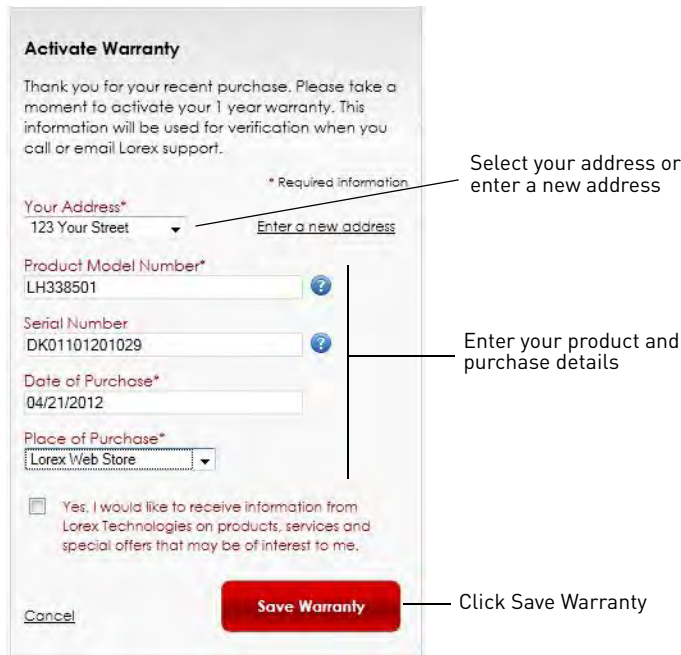 Activate Warranty
Thank you for your recent purchase. Please take a
moment to activate your 1 year warranty. This
information will be used for verification when you
call or email Lorex support.
* Required information
Select your address or
enter a new address
Your Address*
123 Your Street
Enter a new address
Product Model Number*
LH338501
?
Serial Number
DK01101201029
?
Enter your product and
purchase details
Date of Purchase*
04/21/2012
Place of Purchase*
Lorex Web Store
Yes, I would like to receive information from
Lorex Technologies on products, services and
special offers that may be of interest to me.
Cancel
Save Warranty
Click Save Warranty